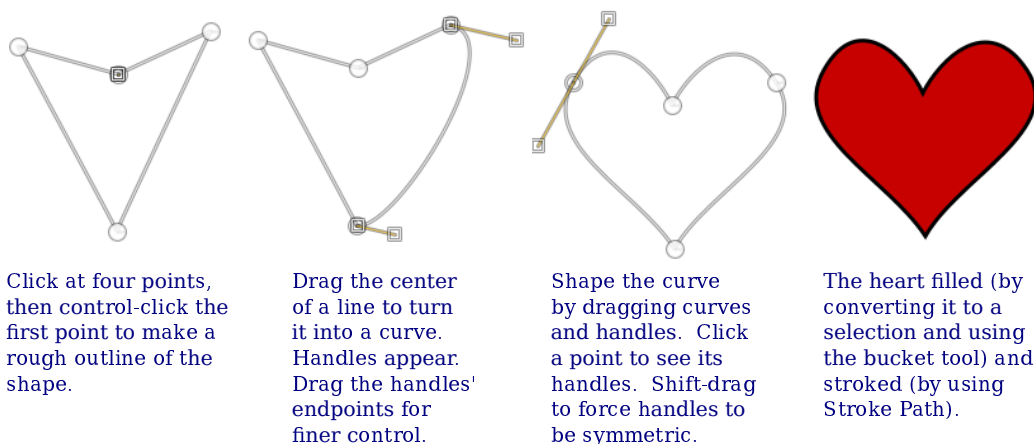 Click at four points,
then control-click the
first point to make a
rough outline of the
shape.
Drag the center
of a line to turn
it into a curve.
Handles appear.
Drag the handles'
endpoints for
finer control.
Shape the curve
by dragging curves
and handles.  Click
a point to see its
handles.  Shift-drag
to force handles to
be symmetric.
The heart filled (by
converting it to a
selection and using
the bucket tool) and
stroked (by using
Stroke Path).